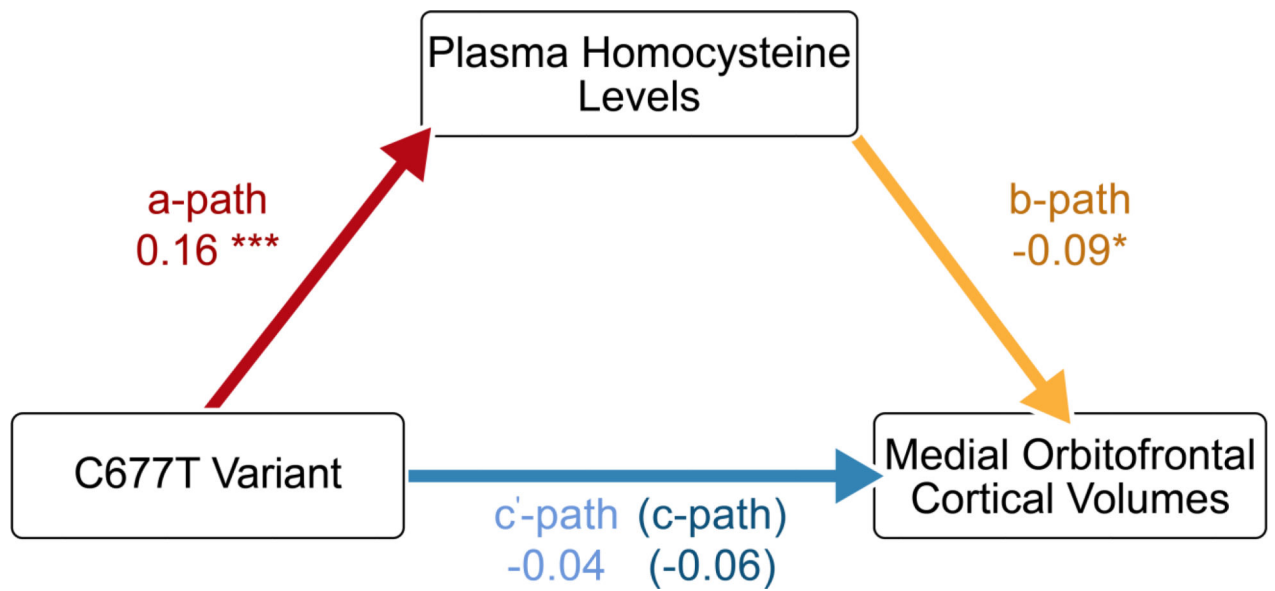 Plasma Homocysteine
Levels
a-path
0.16 ***
b-path
-0.09*
C677T Variant
Medial Orbitofrontal
Cortical Volumes
c'-path (c-path)
-0.04 (-0.06)